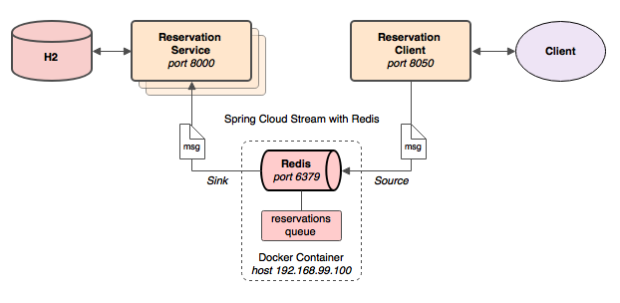 H2
Reservation
Service
port 8000
Reservation
Client
port 8050
Client
Spring Cloud Stream with Redis
msg
msg
Redis
port 6379
Sink
Source
reservations
queue
Docker Container
host 192.168.99.100